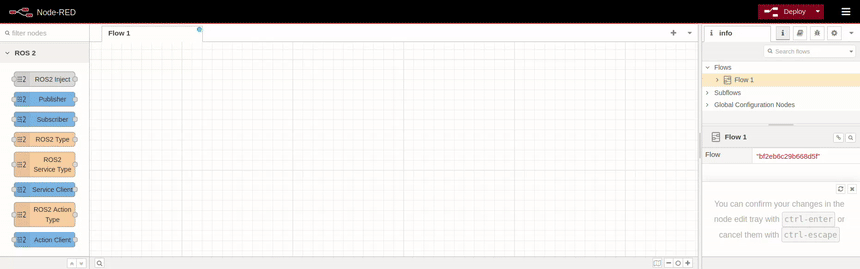 Node-RED
Deploy
filter nodes
Flow 1
info
ROS 2
Search flows
ROS2 Inject
Flows
Flow 1
Publisher
Subflows
Subscriber
Global Configuration Nodes
ROS2 Type
ROS2
Service Type
Flow 1
Flow
"bf2eb6c29b668d5f"
Service Client
ROS2 Action
Type
Action Client
You can confirm your changes in the
node edit tray with ctrl-enter or
cancel them with ctrl-escape